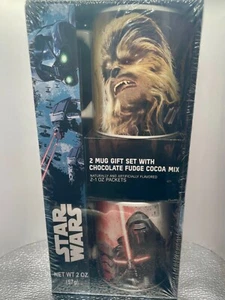 2 MUG GIFT SET WITH
CHOCOLATE FUDGE COCOA MIX
NATURALLY AND ARTIFICIALLY FLAVORED
2-1 OZ PACKETS
STAR
WARS
NET WT 2 OZ
(57g)